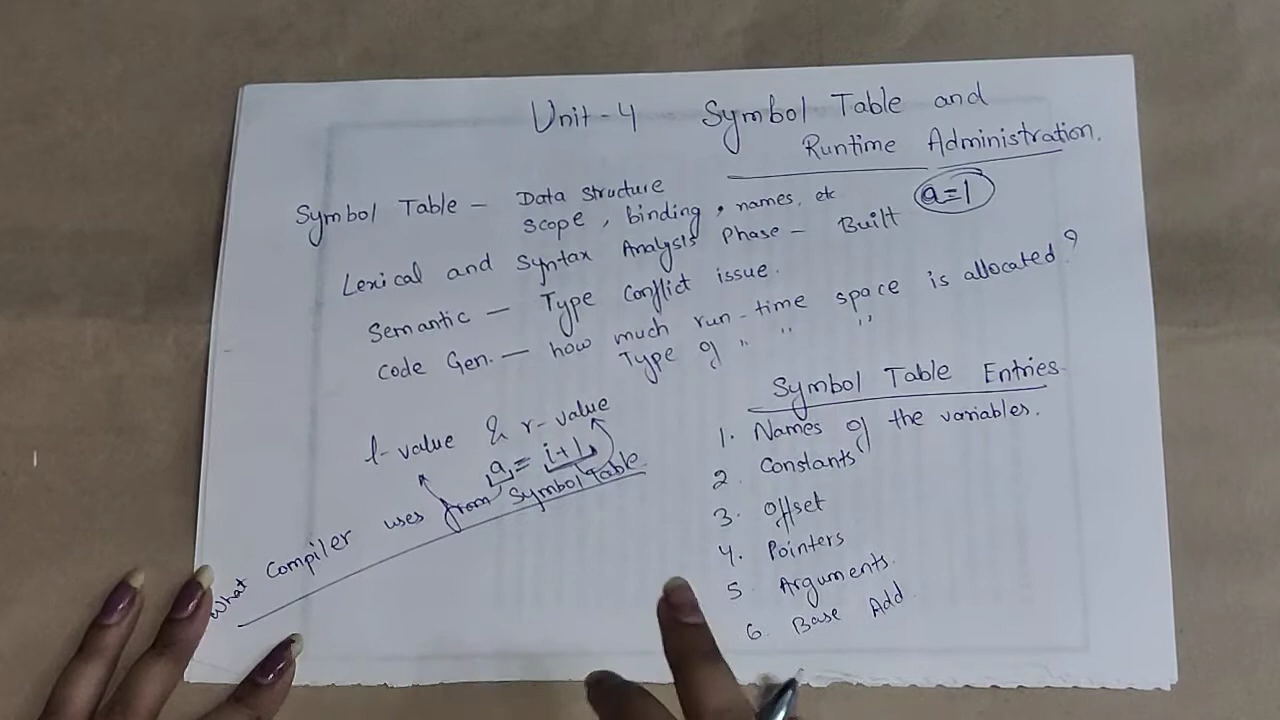 Unit-4 Symbol Table and
Runtime Administration.
Symbol Table - Data Structure
scope, binding, names, etc
a=1
Lexical and Syntax Analysis Phase - Built
Semantic - Type Conflict issue.
Code Gen. - how much run-time space is allocated?
Type of " " "
l-value & r-value
a = i+1
What Compiler uses from Symbol Table
Symbol Table Entries
1. Names of the variables.
2. Constants
3. Offset
4. Pointers
5. Arguments.
6. Base Add.